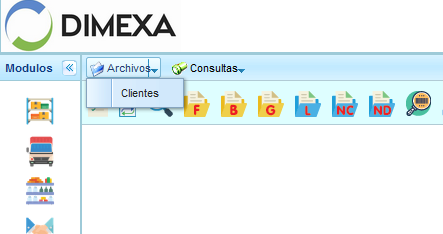 DIMEXA
Modulos
Archivos
Consultas
Clientes
F
B
G
L
NC
ND